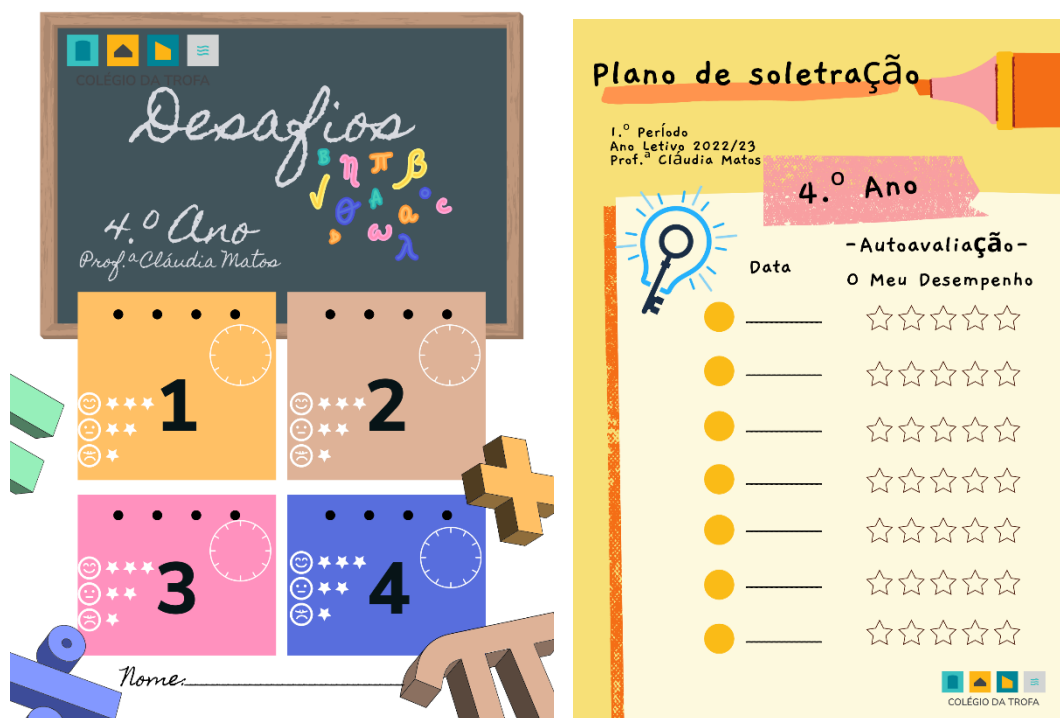 COLÉGIO DA TROFA
Desafios
4.º Ano
Prof.ª Cláudia Matos
1
2
3
4
Nome:
Plano de soletração
1.º Período
Ano Letivo 2022/23
Prof.ª Cláudia Matos
4.º Ano
-Autoavaliação-
Data
O Meu Desempenho
COLÉGIO DA TROFA